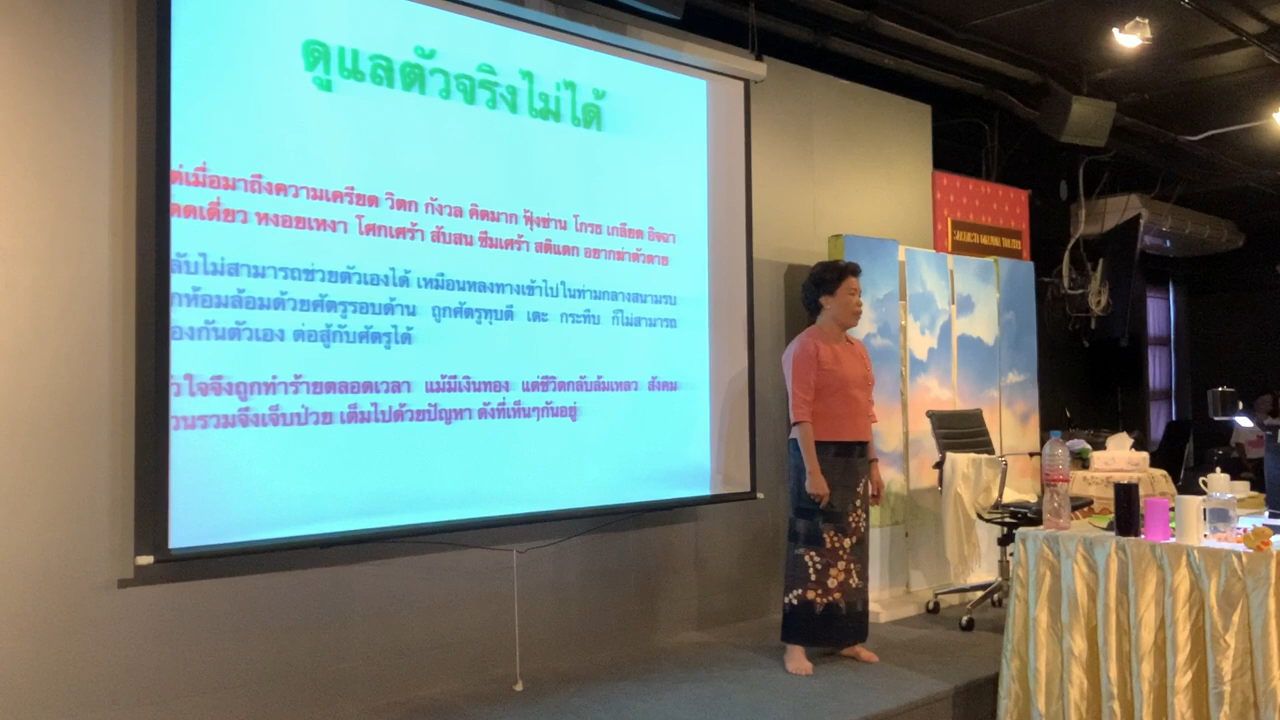 ดูแลตัวจริงไม่ได้
ต่เมื่อมาถึงความเครียด วิตก กังวล คิดมาก ฟุ้งซ่าน โกรธ เกลียด อิจฉา
ดดเดี่ยว หงอยเหงา โศกเศร้า สับสน ซึมเศร้า สติแตก อยากฆ่าตัวตาย
ลับไม่สามารถช่วยตัวเองได้ เหมือนหลงทางเข้าไปในท่ามกลางสนามรบ
กห้อมล้อมด้วยศัตรูรอบด้าน ถูกศัตรูทุบตี เตะ กระทืบ ก็ไม่สามารถ
องกันตัวเอง ต่อสู้กับศัตรูได้
วใจจึงถูกทำร้ายตลอดเวลา แม้มีเงินทอง แต่ชีวิตกลับล้มเหลว สังคม
วนรวมจึงเจ็บป่วย เต็มไปด้วยปัญหา ดังที่เห็นๆกันอยู่